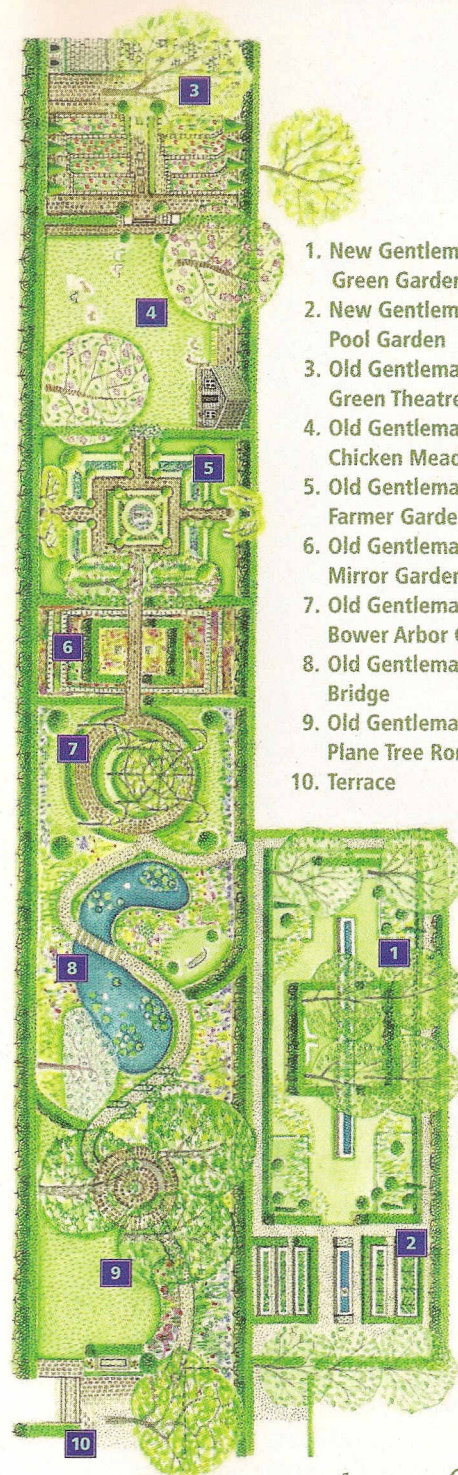 3
4
1. New Gentlem
Green Garden
2. New Gentlem
Pool Garden
3. Old Gentlema
Green Theatre
4. Old Gentlema
Chicken Mead
5. Old Gentlema
Farmer Garde
6. Old Gentlema
Mirror Garden
7. Old Gentlema
Bower Arbor
8. Old Gentlema
Bridge
9. Old Gentlema
Plane Tree
10. Terrace
5
6
7
1
8
2
9
10